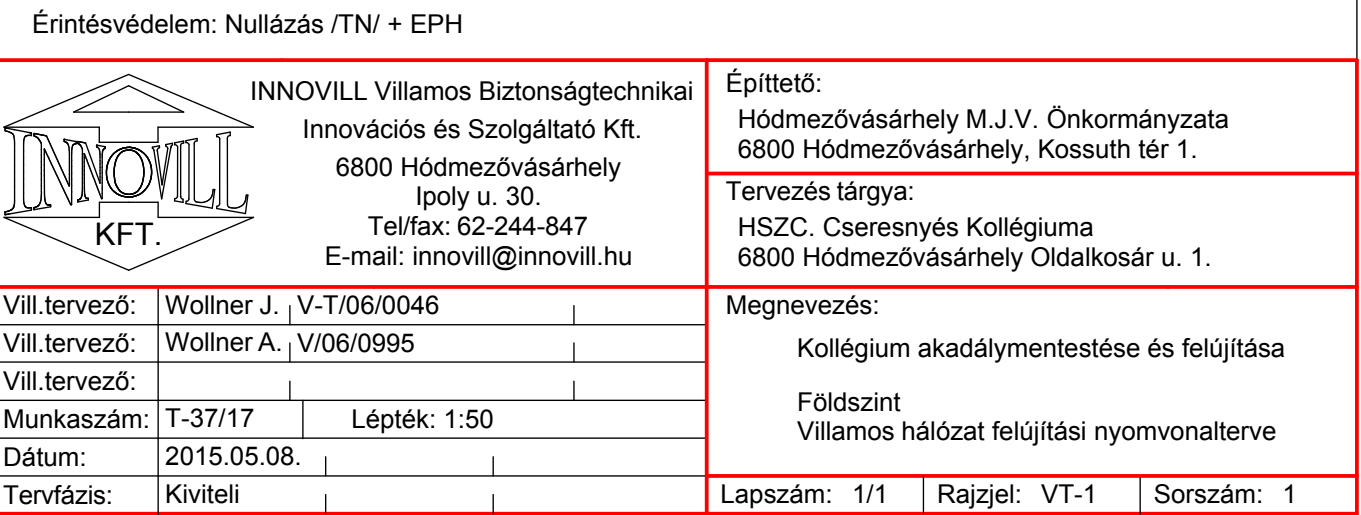 Érintésvédelem: Nullázás /TN/ + EPH
INNOVILL
KFT.
INNOVILL Villamos Biztonságtechnikai
Innovációs és Szolgáltató Kft.
6800 Hódmezővásárhely
Ipoly u. 30.
Tel/fax: 62-244-847
E-mail: innovill@innovill.hu
Építtető:
Hódmezővásárhely M.J.V. Önkormányzata
6800 Hódmezővásárhely, Kossuth tér 1.
Tervezés tárgya:
HSZC. Cseresnyés Kollégiuma
6800 Hódmezővásárhely Oldalkosár u. 1.
Vill.tervező: Wollner J. V-T/06/0046
Vill.tervező: Wollner A. V/06/0995
Vill.tervező:
Munkaszám: T-37/17 Lépték: 1:50
Dátum: 2015.05.08.
Tervfázis: Kiviteli
Megnevezés:
Kollégium akadálymentestése és felújítása
Földszint
Villamos hálózat felújítási nyomvonalterve
Lapszám: 1/1 Rajzjel: VT-1 Sorszám: 1